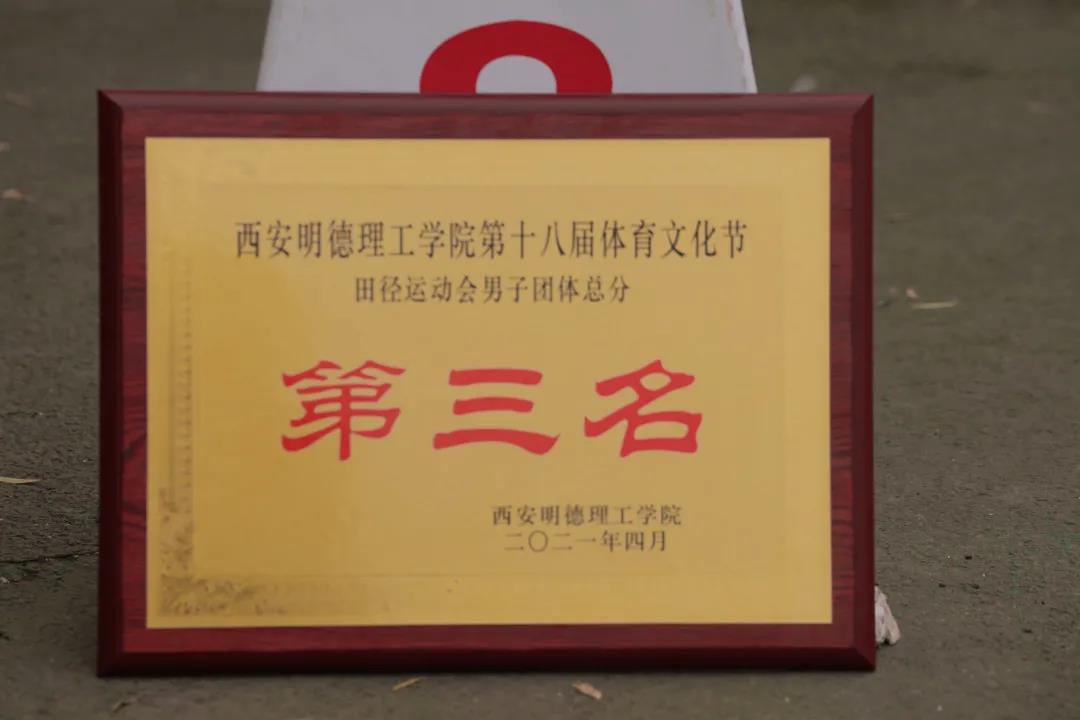 西安明德理工学院第十八届体育文化节
田径运动会男子团体总分
第三名
西安明德理工学院
二〇二一年四月